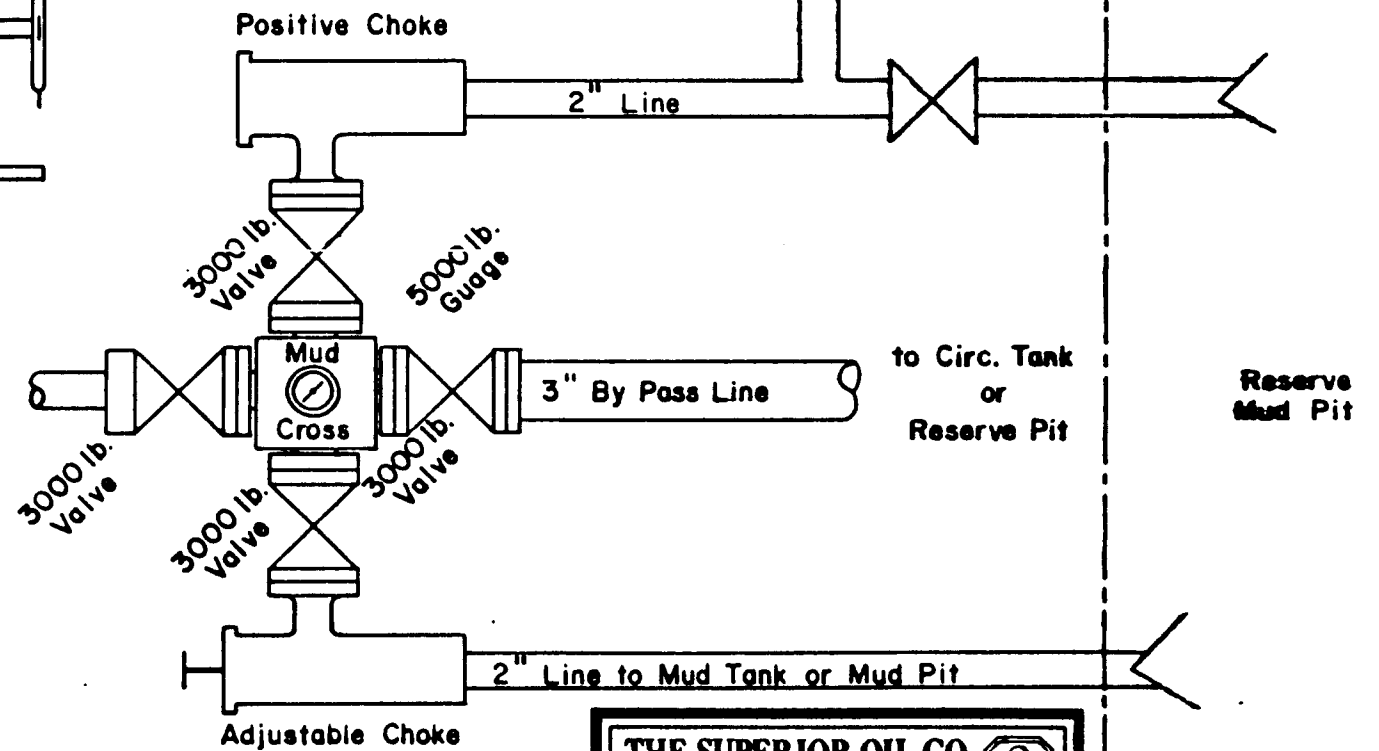 Positive Choke
2" Line
3000 lb.
Valve
5000 lb.
Guage
Mud
Cross
3" By Pass Line
to Circ. Tank
or
Reserve Pit
Reserve
Mud Pit
3000 lb.
Valve
3000 lb.
Valve
3000 lb.
Valve
2" Line to Mud Tank or Mud Pit
Adjustable Choke
THE SUPERIOR OIL CO